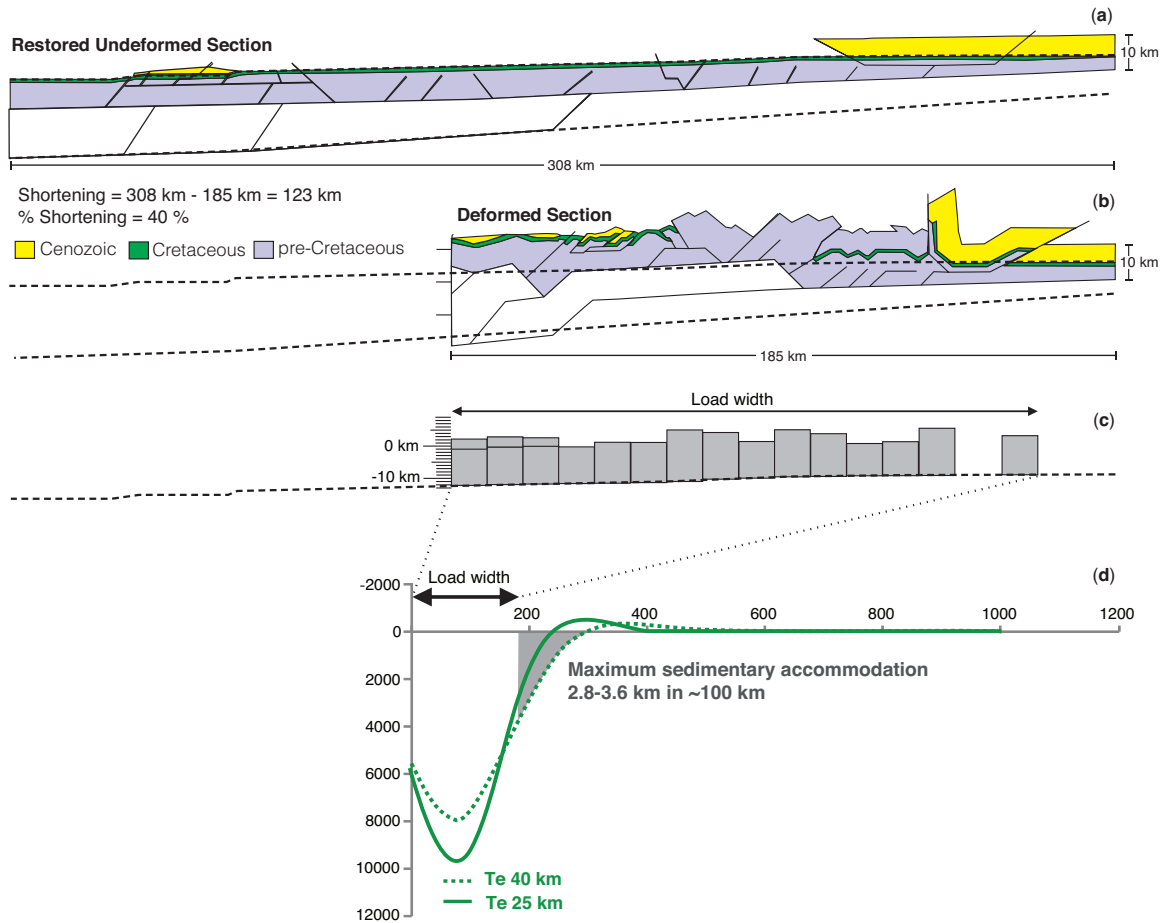 (a)
Restored Undeformed Section
10 km
308 km
Shortening = 308 km - 185 km = 123 km
% Shortening = 40 %
Cenozoic
Cretaceous
pre-Cretaceous
(b)
Deformed Section
10 km
185 km
(c)
Load width
0 km
-10 km
(d)
Load width
-2000
0
2000
4000
6000
8000
10000
12000
200
400
600
800
1000
1200
Maximum sedimentary accommodation
2.8-3.6 km in ~100 km
Te 40 km
Te 25 km